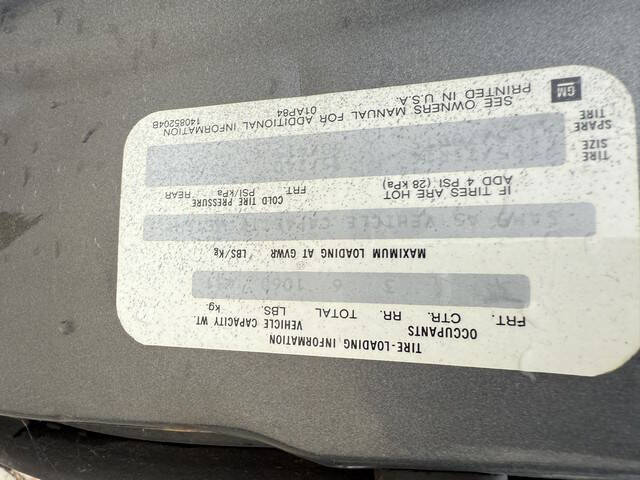 TIRE-LOADING INFORMATION
OCCUPANTS VEHICLE CAPACITY WT.
FRT. CTR. RR. TOTAL LBS. kg
3 3 6 1060
MAXIMUM LOADING AT GVWR LBS/Kg
SAME AS VEHICLE CAPACITY
IF TIRES ARE HOT COLD TIRE PRESSURE
ADD 4 PSI (28 kPa) FRT. PSI/kPa REAR
TIRE SIZE
SPARE TIRE
GM SEE OWNERS MANUAL FOR ADDITIONAL INFORMATION
PRINTED IN U.S.A. 01AP84 14085204B